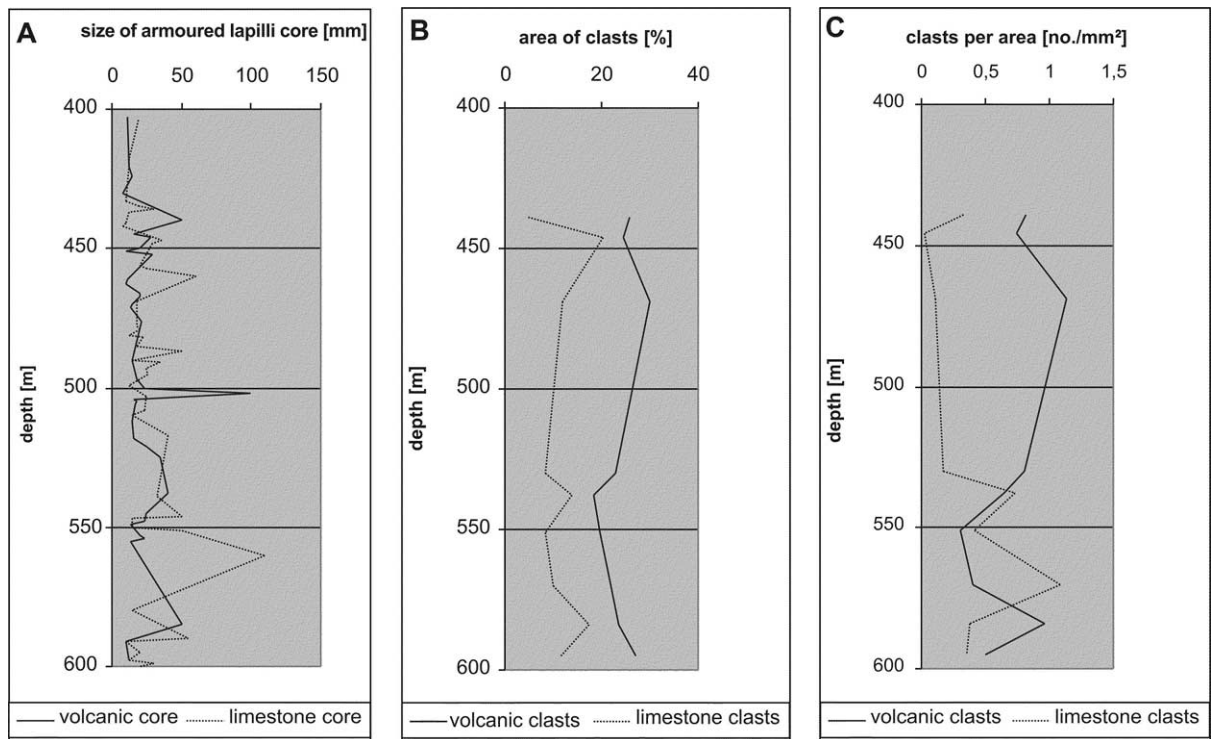 A
size of armoured lapilli core [mm]
0 50 100 150
400
450
500
550
600
depth [m]
volcanic core limestone core
B
area of clasts [%]
0 20 40
400
450
500
550
600
depth [m]
volcanic clasts limestone clasts
C
clasts per area [no./mm²]
0 0,5 1 1,5
400
450
500
550
600
depth [m]
volcanic clasts limestone clasts